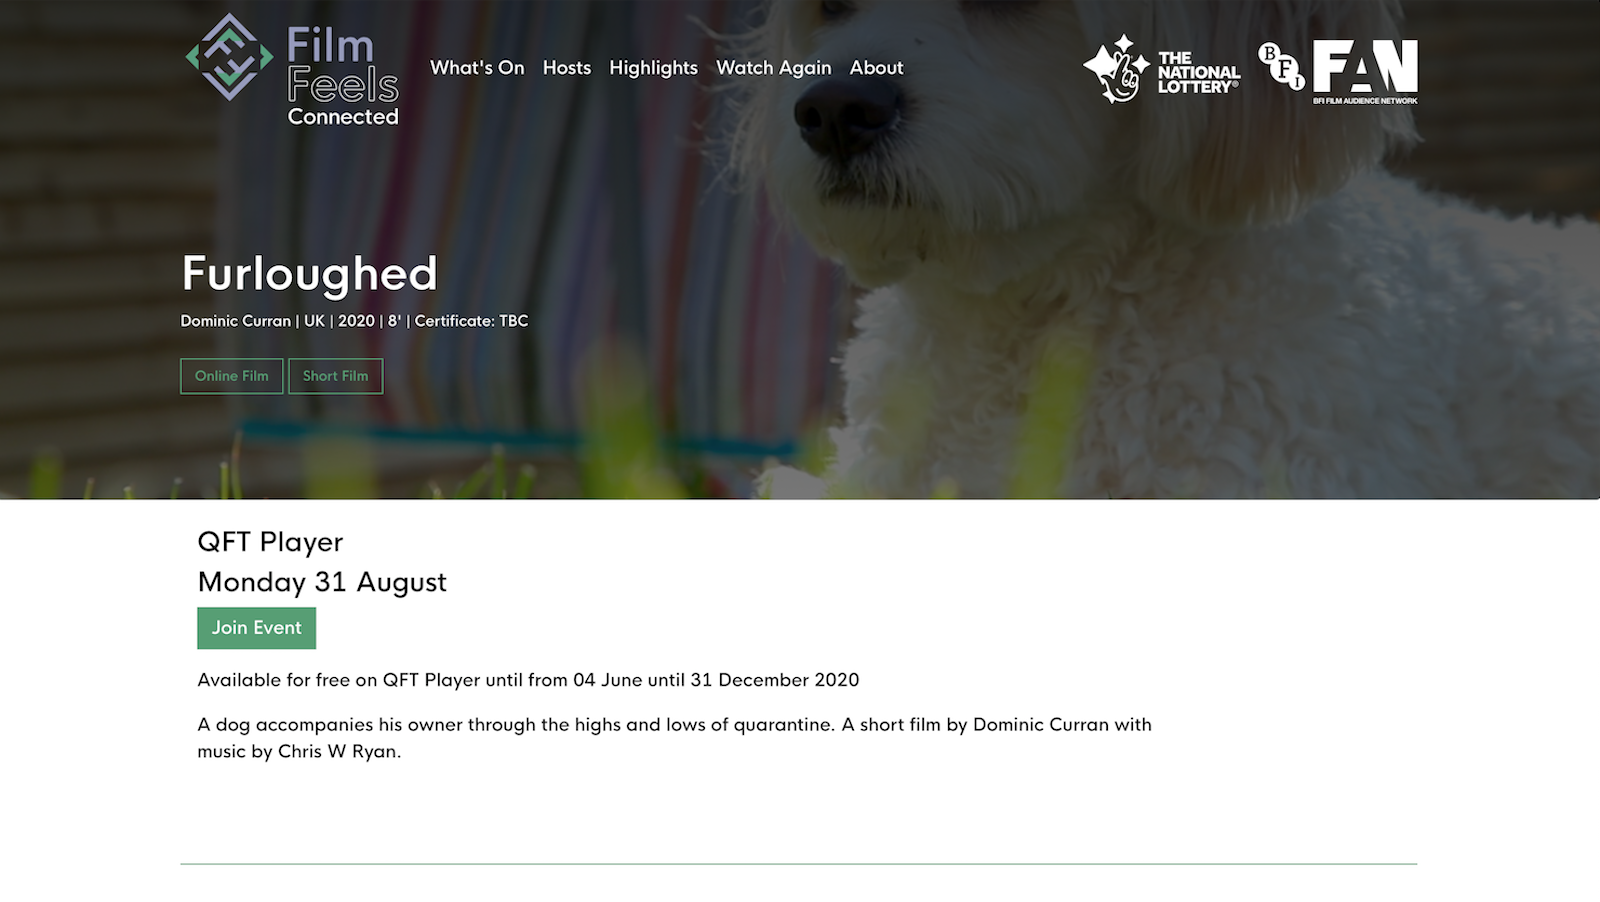 Film
Feels
Connected
What's On
Hosts
Highlights
Watch Again
About
THE
NATIONAL
LOTTERY®
BFI
FAN
BFI FILM AUDIENCE NETWORK
Furloughed
Dominic Curran | UK | 2020 | 8' | Certificate: TBC
Online Film
Short Film
QFT Player
Monday 31 August
Join Event
Available for free on QFT Player until from 04 June until 31 December 2020
A dog accompanies his owner through the highs and lows of quarantine. A short film by Dominic Curran with
music by Chris W Ryan.